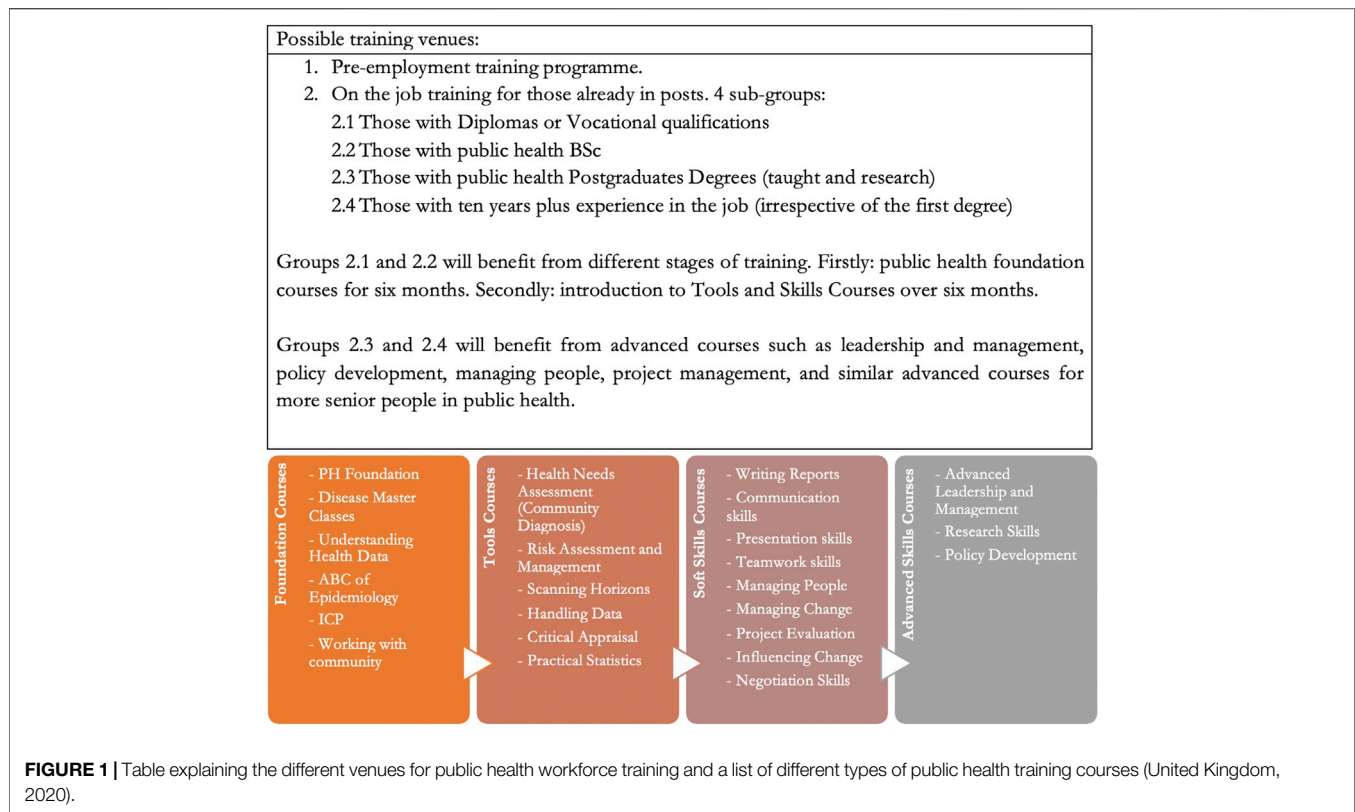 Possible training venues:
1. Pre-employment training programme.
2. On the job training for those already in posts. 4 sub-groups:
2.1 Those with Diplomas or Vocational qualifications
2.2 Those with public health BSc
2.3 Those with public health Postgraduates Degrees (taught and research)
2.4 Those with ten years plus experience in the job (irrespective of the first degree)
Groups 2.1 and 2.2 will benefit from different stages of training. Firstly: public health foundation
courses for six months. Secondly: introduction to Tools and Skills Courses over six months.
Groups 2.3 and 2.4 will benefit from advanced courses such as leadership and management,
policy development, managing people, project management, and similar advanced courses for
more senior people in public health.
Foundation Courses
- PH Foundation
- Disease Master
Classes
- Understanding
Health Data
- ABC of
Epidemiology
- ICP
- Working with
community
Tools Courses
- Health Needs
Assessment
(Community
Diagnosis)
- Risk Assessment and
Management
- Scanning Horizons
- Handling Data
- Critical Appraisal
- Practical Statistics
Soft Skills Courses
- Writing Reports
- Communication
skills
- Presentation skills
- Teamwork skills
- Managing People
- Managing Change
- Project Evaluation
- Influencing Change
- Negotiation Skills
Advanced Skills Courses
- Advanced
Leadership and
Management
- Research Skills
- Policy Development
FIGURE 1 | Table explaining the different venues for public health workforce training and a list of different types of public health training courses (United Kingdom,
2020).